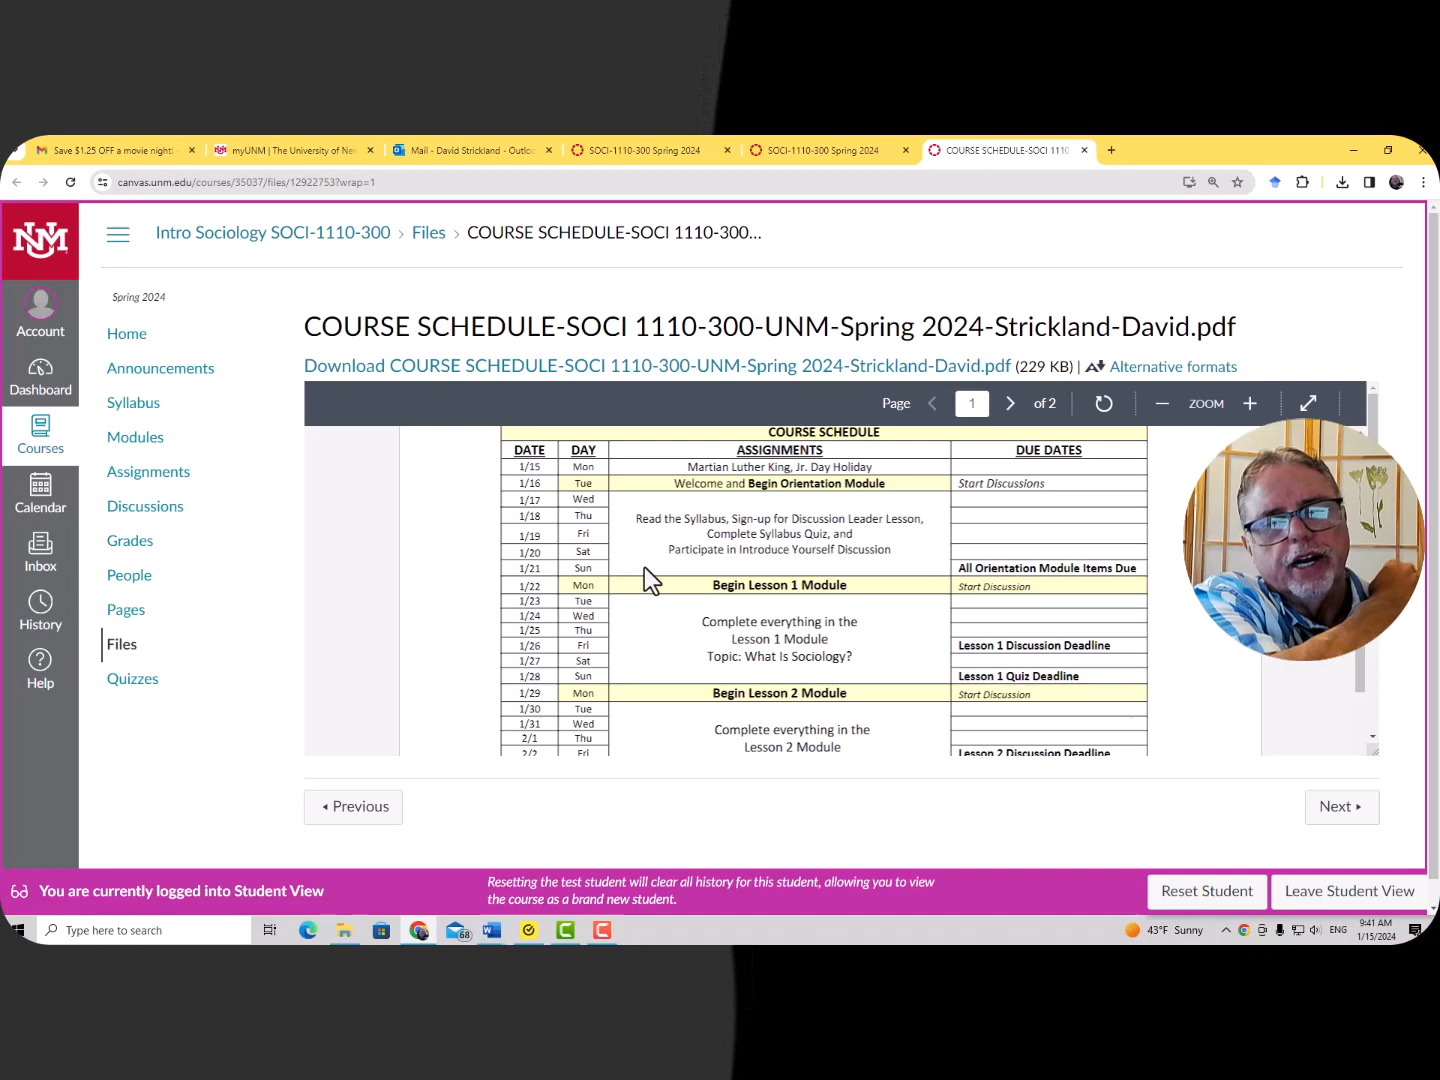 Save $1.25 OFF a movie night!
myUNM | The University of Ne
Mail - David Strickland - Outloo
SOCI-1110-300 Spring 2024
SOCI-1110-300 Spring 2024
COURSE SCHEDULE-SOCI 1110
canvas.unm.edu/courses/35037/files/12922753?wrap=1
UNM
Intro Sociology SOCI-1110-300 › Files › COURSE SCHEDULE-SOCI 1110-300...
Account
Dashboard
Courses
Calendar
Inbox
History
Help
Spring 2024
Home
Announcements
Syllabus
Modules
Assignments
Discussions
Grades
People
Pages
Files
Quizzes
COURSE SCHEDULE-SOCI 1110-300-UNM-Spring 2024-Strickland-David.pdf
Download COURSE SCHEDULE-SOCI 1110-300-UNM-Spring 2024-Strickland-David.pdf (229 KB) | Alternative formats
Page 1 of 2 ZOOM
COURSE SCHEDULE
DATE DAY ASSIGNMENTS DUE DATES
1/15 Mon Martian Luther King, Jr. Day Holiday
1/16 Tue Welcome and Begin Orientation Module Start Discussions
1/17 Wed
1/18 Thu
Read the Syllabus, Sign-up for Discussion Leader Lesson,
1/19 Fri Complete Syllabus Quiz, and
1/20 Sat Participate in Introduce Yourself Discussion
1/21 Sun All Orientation Module Items Due
1/22 Mon Begin Lesson 1 Module Start Discussion
1/23 Tue
1/24 Wed Complete everything in the
1/25 Thu Lesson 1 Module
1/26 Fri Lesson 1 Discussion Deadline
1/27 Sat Topic: What Is Sociology?
1/28 Sun Lesson 1 Quiz Deadline
1/29 Mon Begin Lesson 2 Module Start Discussion
1/30 Tue
1/31 Wed Complete everything in the
2/1 Thu Lesson 2 Module
2/2 Fri Lesson 2 Discussion Deadline
Previous
Next
You are currently logged into Student View
Resetting the test student will clear all history for this student, allowing you to view
the course as a brand new student.
Reset Student
Leave Student View
Type here to search
68
43°F Sunny
ENG
9:41 AM
1/15/2024